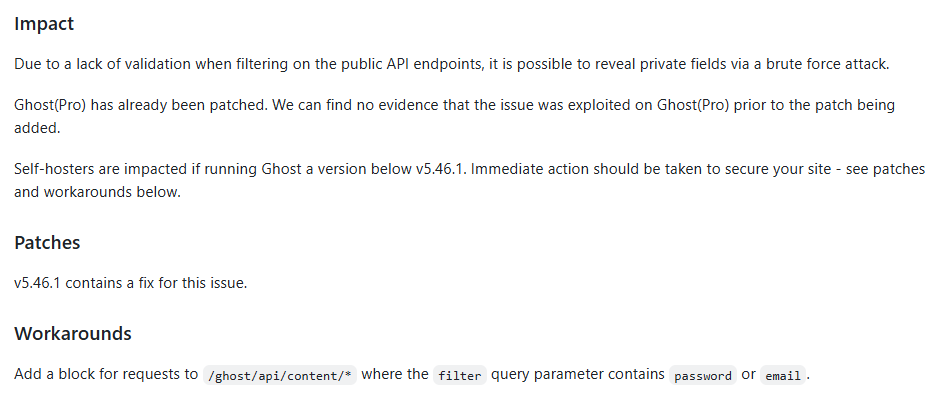 Impact
Due to a lack of validation when filtering on the public API endpoints, it is possible to reveal private fields via a brute force attack.
Ghost(Pro) has already been patched. We can find no evidence that the issue was exploited on Ghost(Pro) prior to the patch being
added.
Self-hosters are impacted if running Ghost a version below v5.46.1. Immediate action should be taken to secure your site - see patches
and workarounds below.
Patches
v5.46.1 contains a fix for this issue.
Workarounds
Add a block for requests to /ghost/api/content/* where the filter query parameter contains password or email.